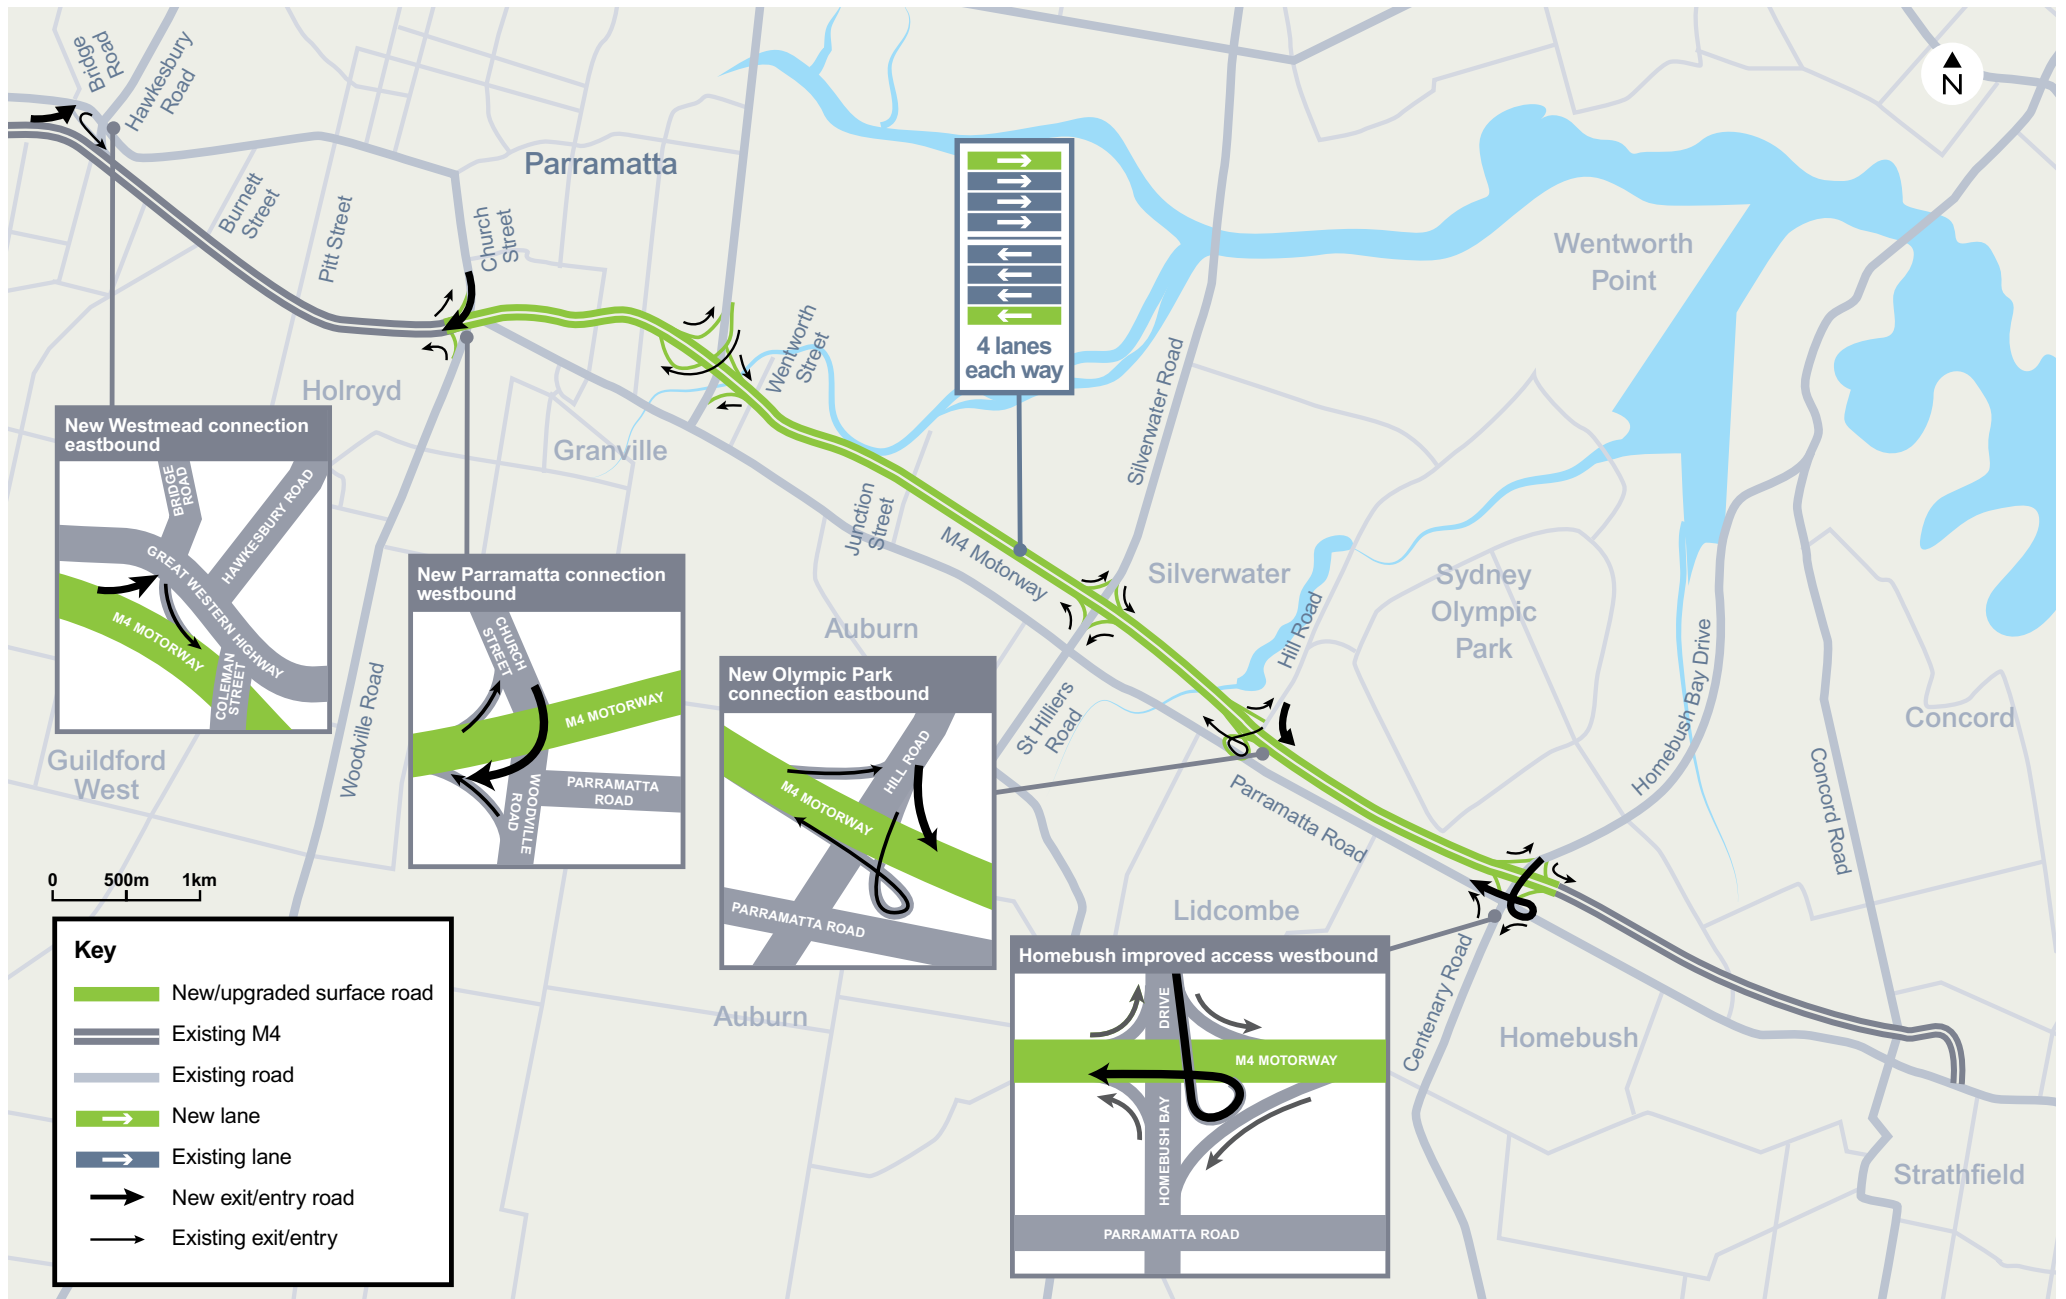 Bridge
Road
Hawkesbury
Road
N
Parramatta
Burnett
Street
Pitt Street
Church
Street
Wentworth
Street
4 lanes
each way
Silverwater Road
Wentworth
Point
Holroyd
Granville
Junction
Street
M4 Motorway
Silverwater
Auburn
Hill Road
Sydney
Olympic
Park
St Hilliers
Road
Homebush Bay Drive
Concord
Concord Road
Woodville Road
Guildford
West
Parramatta Road
Lidcombe
Auburn
Centenary Road
Homebush
Strathfield
New Westmead connection
eastbound
BRIDGE
ROAD
HAWKESBURY ROAD
GREAT WESTERN HIGHWAY
M4 MOTORWAY
COLEMAN
STREET
New Parramatta connection
westbound
CHURCH
STREET
M4 MOTORWAY
WOODVILLE
ROAD
PARRAMATTA
ROAD
New Olympic Park
connection eastbound
HILL ROAD
M4 MOTORWAY
PARRAMATTA ROAD
Homebush improved access westbound
DRIVE
M4 MOTORWAY
HOMEBUSH BAY
PARRAMATTA ROAD
0 500m 1km
Key
New/upgraded surface road
Existing M4
Existing road
New lane
Existing lane
New exit/entry road
Existing exit/entry